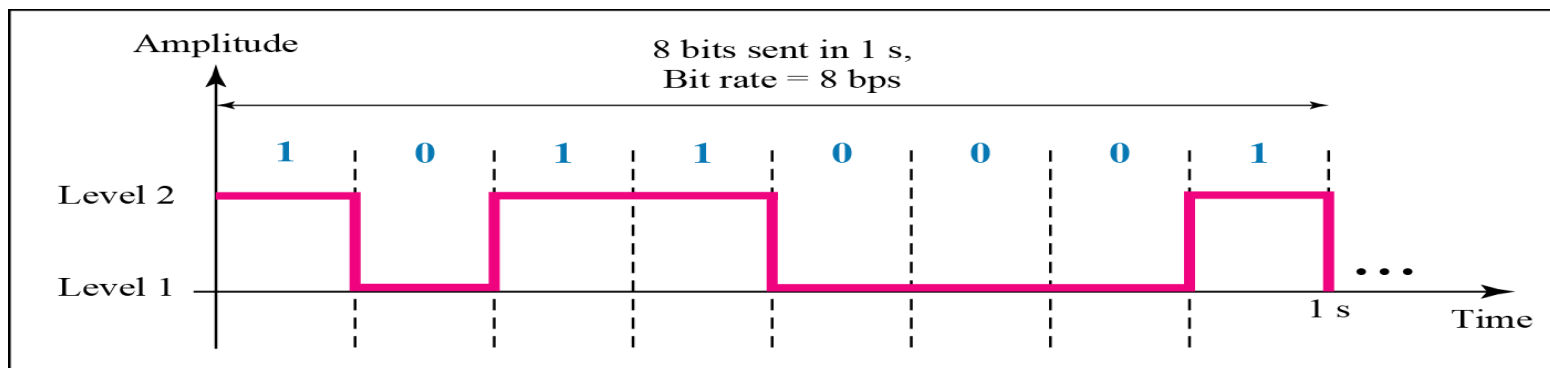 Amplitude
8 bits sent in 1 s,
Bit rate = 8 bps
1 0 1 1 0 0 0 1
Level 2
Level 1
...
1 s
Time